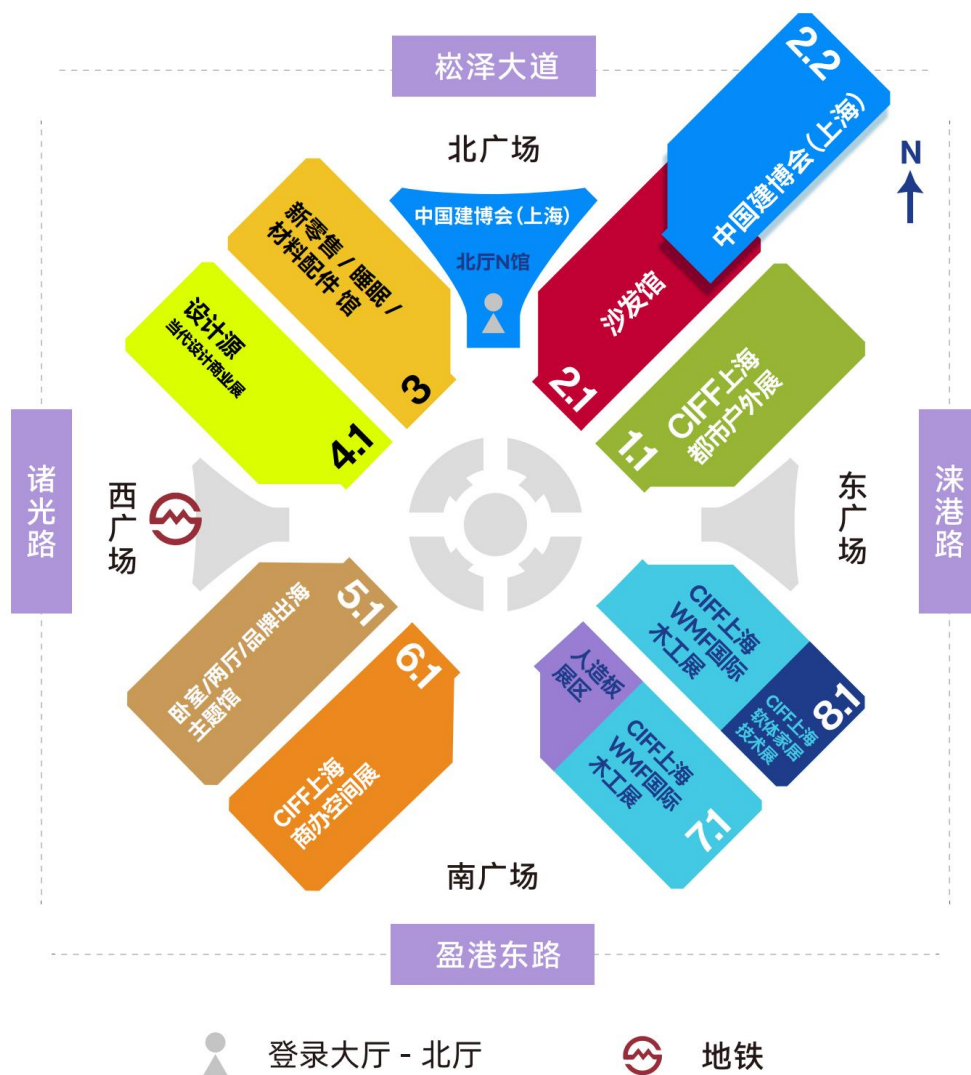 崧泽大道
北广场
2.2
中国建博会(上海)
N
中国建博会(上海)
北厅N馆
新零售 / 睡眠 /
材料配件 馆
3
沙发馆
2.1
设计源
当代设计商业展
4.1
CIFF上海
都市户外展
1.1
诸光路
西广场
东广场
涞港路
5.1
卧室/两厅/品牌出海
主题馆
6.1
CIFF上海
商办空间展
人造板
展区
CIFF上海
WMF国际
木工展
7.1
CIFF上海
WMF国际
木工展
8.1
CIFF上海
软体家居
技术展
南广场
盈港东路
登录大厅 - 北厅
地铁